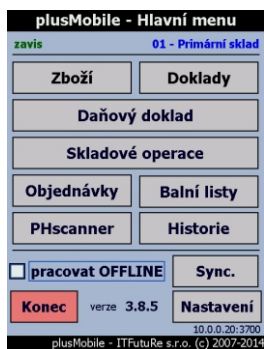 plusMobile - Hlavní menu
zavis 01 - Primární sklad
Zboží Doklady
Daňový doklad
Skladové operace
Objednávky Balní listy
PHscanner Historie
pracovat OFFLINE Sync.
Konec verze 3.8.5 Nastavení
10.0.0.20:3700
plusMobile - ITFutuRe s.r.o. (c) 2007-2014